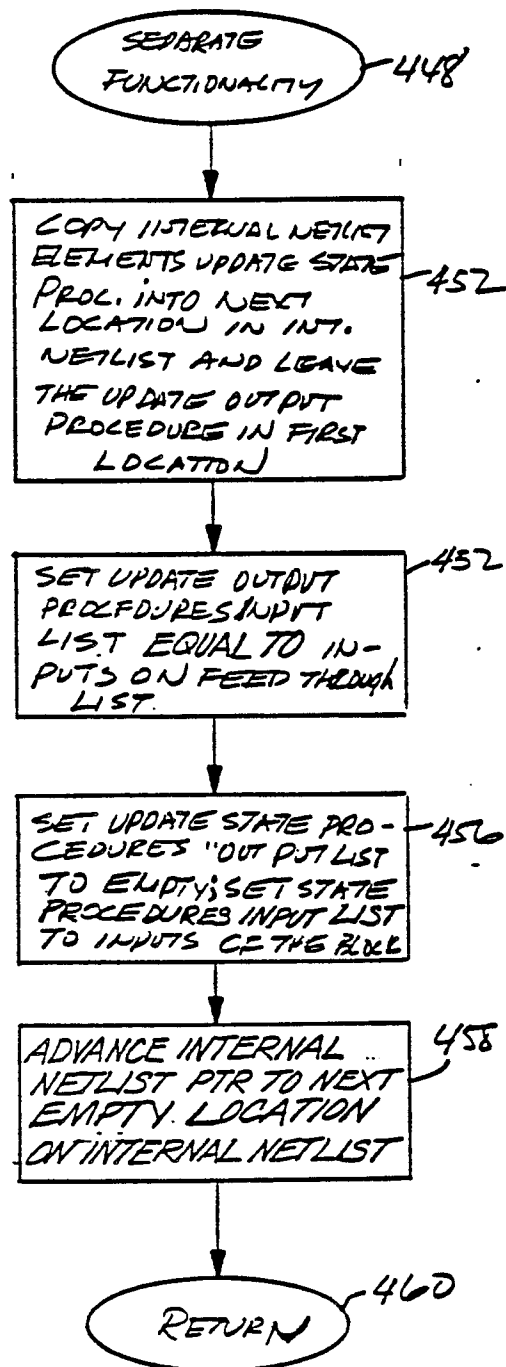 SEPARATE
FUNCTIONALITY
448
COPY INTERNAL NETLIST
ELEMENTS UPDATE STATE
PROC. INTO NEXT
LOCATION IN INT.
NETLIST AND LEAVE
THE UPDATE OUTPUT
PROCEDURE IN FIRST
LOCATION
452
SET UPDATE OUTPUT
PROCEDURES INPUT
LIST EQUAL TO IN-
PUTS ON FEED THROUGH
LIST.
452
SET UPDATE STATE PRO-
CEDURES "OUT PUT LIST
TO EMPTY; SET STATE
PROCEDURES INPUT LIST
TO INPUTS OF THE BLOCK
456
ADVANCE INTERNAL
NETLIST PTR TO NEXT
EMPTY LOCATION
ON INTERNAL NETLIST
458
RETURN
460